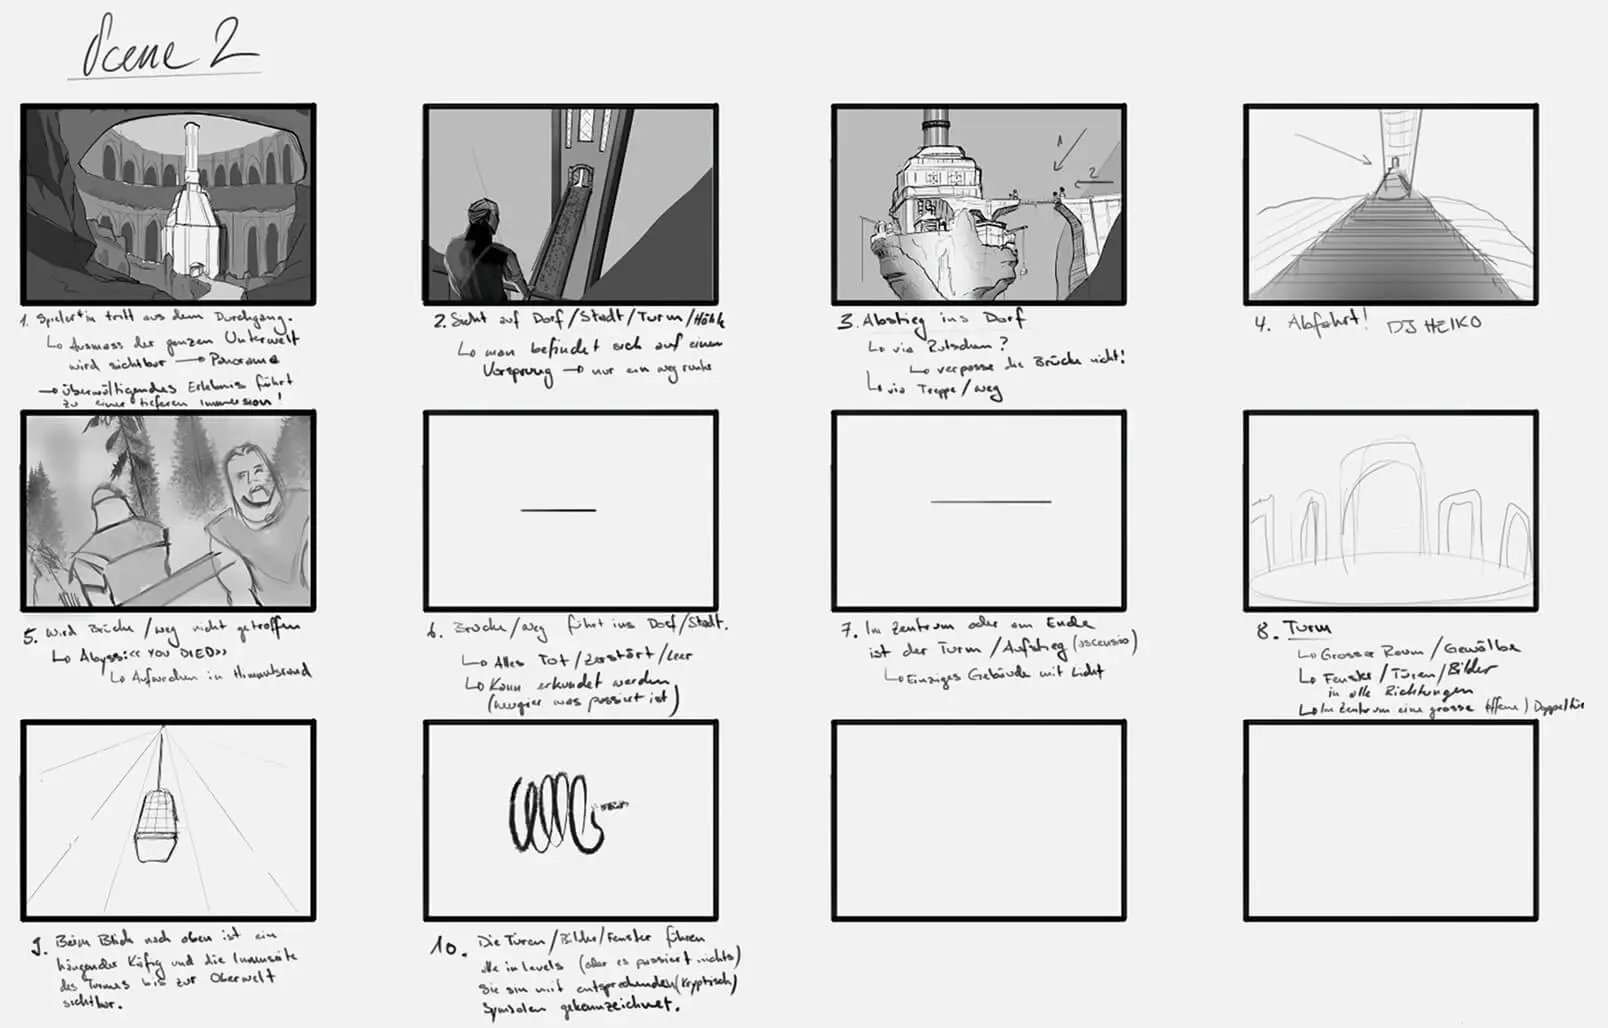 Scene 2
1. Spieler*in tritt aus dem Durchgang.
↳ Ausmass der ganzen Unterwelt
wird sichtbar → Panorama
→ überwältigendes Erlebnis führt
zu einer tieferen Immersion!
2. Sicht auf Dorf/Stadt/Turm/Höhle
↳ man befindet sich auf einem
Vorsprung → nur ein weg runter
3. Abstieg ins Dorf
↳ via Rutschen?
↳ verpasse die Brücke nicht!
↳ via Treppe/weg
1
2
4. Abfahrt! DJ HEIKO
5. Wird Brücke/weg nicht getroffen
↳ Abyss: «YOU DIED»
↳ Aufwachen in Himmelsrand
6. Brücke/weg führt ins Dorf/Stadt.
↳ Alles Tot/Zerstört/Leer
↳ Kann erkundet werden
(neugier was passiert ist)
7. Im Zentrum oder am Ende
ist der Turm/Aufstieg (ascensio)
↳ Einziges Gebäude mit Licht
8. Turm
↳ Grosser Raum/Gewölbe
↳ Fenster/Türen/Bilder
in alle Richtungen
↳ Im Zentrum eine grosse (offene) Doppeltür
9. Beim Blick nach oben ist ein
hängender Käfig und die Innenseite
des Turmes bis zur Oberwelt
sichtbar.
10. Die Türen/Bilder/Fenster führen
alle in Levels (oder es passiert nichts)
Sie sin mit entsprechenden (kryptisch)
Symbolen gekennzeichnet.